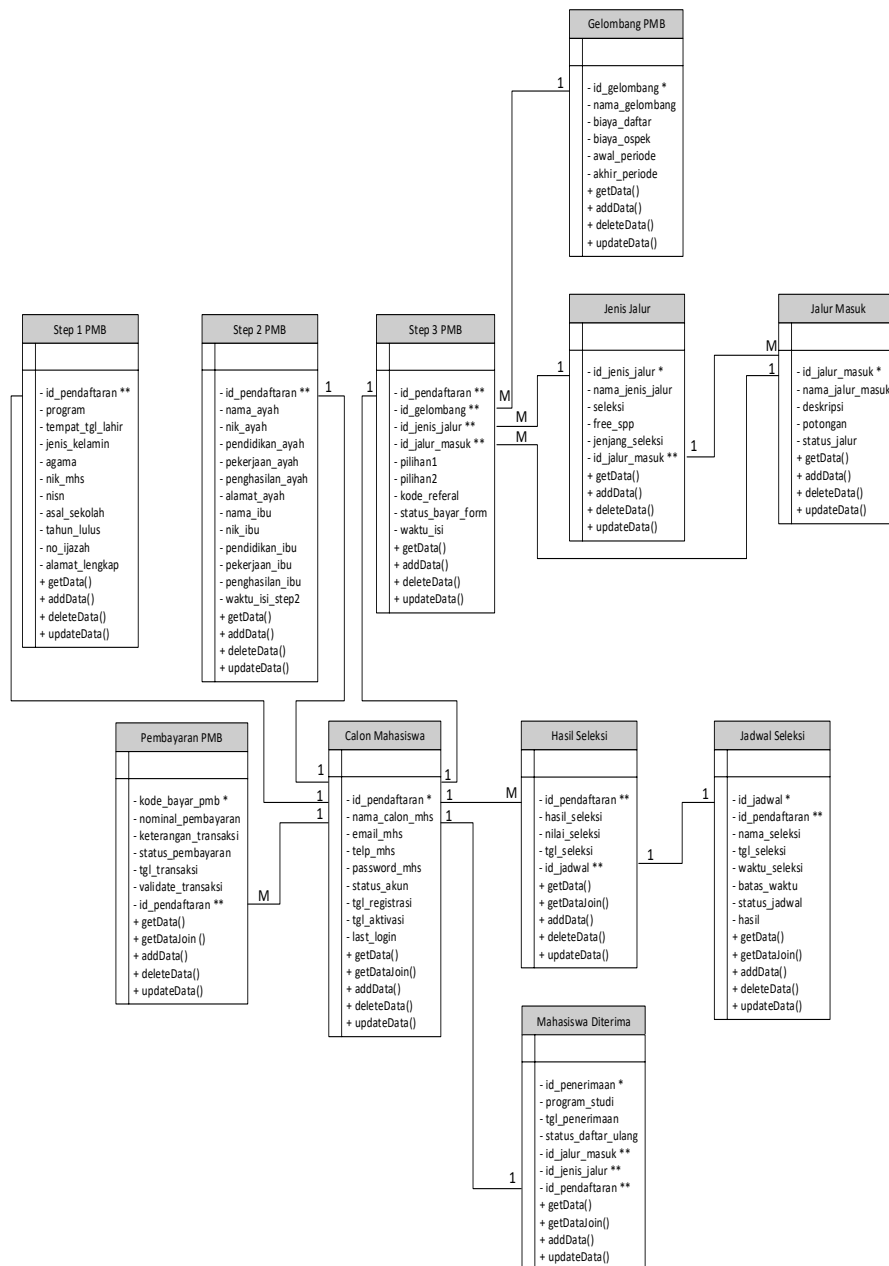 Gelombang PMB
- id_gelombang *
- nama_gelombang
- biaya_daftar
- biaya_ospek
- awal_periode
- akhir_periode
+ getData()
+ addData()
+ deleteData()
+ updateData()
1
M
Step 1 PMB
- id_pendaftaran **
- program
- tempat_tgl_lahir
- jenis_kelamin
- agama
- nik_mhs
- nisn
- asal_sekolah
- tahun_lulus
- no_ijazah
- alamat_lengkap
+ getData()
+ addData()
+ deleteData()
+ updateData()
1
Step 2 PMB
- id_pendaftaran **
- nama_ayah
- nik_ayah
- pendidikan_ayah
- pekerjaan_ayah
- penghasilan_ayah
- alamat_ayah
- nama_ibu
- nik_ibu
- pendidikan_ibu
- pekerjaan_ibu
- penghasilan_ibu
- waktu_isi_step2
+ getData()
+ addData()
+ deleteData()
+ updateData()
1
1
Step 3 PMB
- id_pendaftaran **
- id_gelombang **
- id_jenis_jalur **
- id_jalur_masuk **
- pilihan1
- pilihan2
- kode_referal
- status_bayar_form
- waktu_isi
+ getData()
+ addData()
+ deleteData()
+ updateData()
M
M
M
1
Jenis Jalur
- id_jenis_jalur *
- nama_jenis_jalur
- seleksi
- free_spp
- jenjang_seleksi
- id_jalur_masuk **
+ getData()
+ addData()
+ deleteData()
+ updateData()
1
M
1
Jalur Masuk
- id_jalur_masuk *
- nama_jalur_masuk
- deskripsi
- potongan
- status_jalur
+ getData()
+ addData()
+ deleteData()
+ updateData()
Pembayaran PMB
- kode_bayar_pmb *
- nominal_pembayaran
- keterangan_transaksi
- status_pembayaran
- tgl_transaksi
- validate_transaksi
- id_pendaftaran **
+ getData()
+ getDataJoin ()
+ addData()
+ deleteData()
+ updateData()
M
1
1
1
Calon Mahasiswa
- id_pendaftaran *
- nama_calon_mhs
- email_mhs
- telp_mhs
- password_mhs
- status_akun
- tgl_registrasi
- tgl_aktivasi
- last_login
+ getData()
+ getDataJoin()
+ addData()
+ deleteData()
+ updateData()
1
1
1
M
Hasil Seleksi
- id_pendaftaran **
- hasil_seleksi
- nilai_seleksi
- tgl_seleksi
- id_jadwal **
+ getData()
+ getDataJoin()
+ addData()
+ deleteData()
+ updateData()
1
1
Jadwal Seleksi
- id_jadwal *
- id_pendaftaran **
- nama_seleksi
- tgl_seleksi
- waktu_seleksi
- batas_waktu
- status_jadwal
- hasil
+ getData()
+ getDataJoin()
+ addData()
+ deleteData()
+ updateData()
1
Mahasiswa Diterima
- id_penerimaan *
- program_studi
- tgl_penerimaan
- status_daftar_ulang
- id_jalur_masuk **
- id_jenis_jalur **
- id_pendaftaran **
+ getData()
+ getDataJoin()
+ addData()
+ updateData()